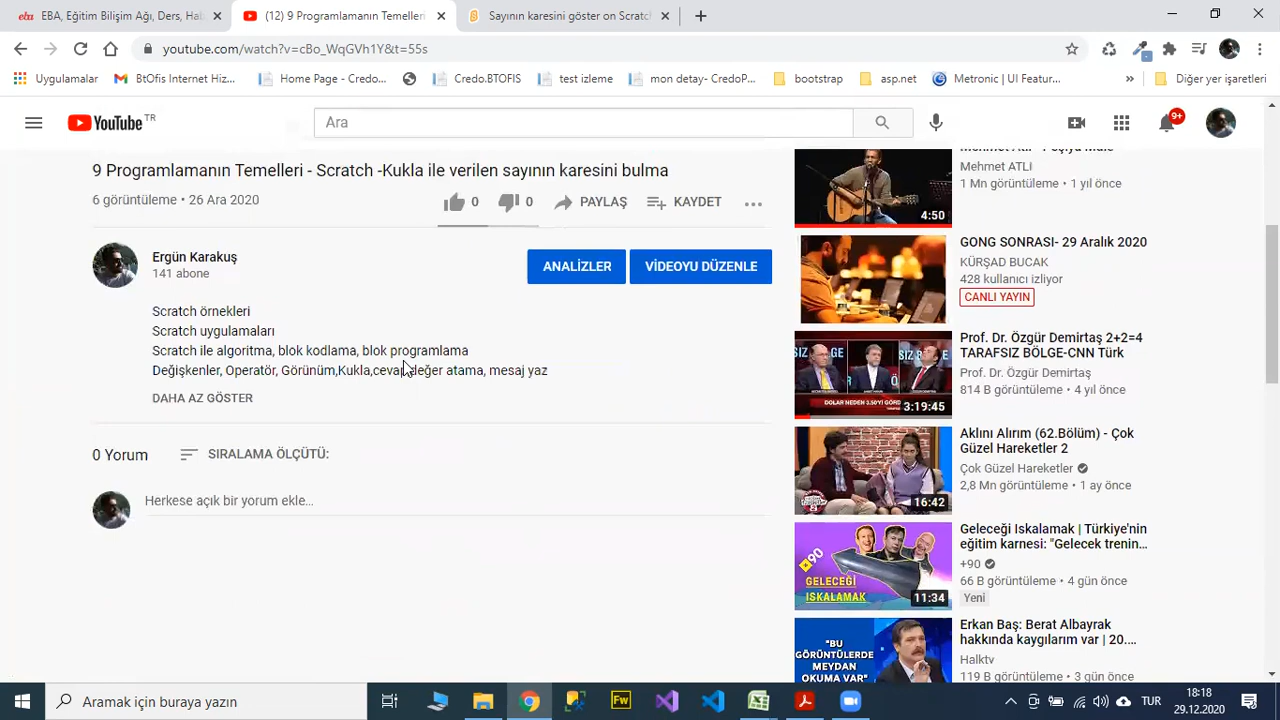 EBA, Eğitim Bilişim Ağı, Ders, Hak
(12) 9 Programlamanın Temelleri
Sayının karesini göster on Scratc
youtube.com/watch?v=cBo_WqGVh1Y&t=55s
Uygulamalar
BtOfis Internet Hiz...
Home Page - Credo...
Credo.BTOFIS
test izleme
mon detay- CredoP...
bootstrap
asp.net
Metronic | UI Featur...
»
Diğer yer işaretleri
YouTube TR
Ara
9+
9 Programlamanın Temelleri - Scratch -Kukla ile verilen sayının karesini bulma
6 görüntüleme • 26 Ara 2020
0
0
PAYLAŞ
KAYDET
...
Ergün Karakuş
141 abone
ANALİZLER
VİDEOYU DÜZENLE
Scratch örnekleri
Scratch uygulamaları
Scratch ile algoritma, blok kodlama, blok programlama
Değişkenler, Operatör, Görünüm,Kukla,cevap değer atama, mesaj yaz
DAHA AZ GÖSTER
0 Yorum
SIRALAMA ÖLÇÜTÜ:
Herkese açık bir yorum ekle...
4:50
Mehmet ATLI
1 Mn görüntüleme • 1 yıl önce
GONG SONRASI- 29 Aralık 2020
KÜRŞAD BUCAK
428 kullanıcı izliyor
CANLI YAYIN
3:19:45
Prof. Dr. Özgür Demirtaş 2+2=4
TARAFSIZ BÖLGE-CNN Türk
Prof. Dr. Özgür Demirtaş
814 B görüntüleme • 4 yıl önce
16:42
Aklını Alırım (62.Bölüm) - Çok
Güzel Hareketler 2
Çok Güzel Hareketler
2,8 Mn görüntüleme • 1 ay önce
+90
GELECEĞİ
ISKALAMAK
11:34
Geleceği Iskalamak | Türkiye'nin
eğitim karnesi: "Gelecek trenin...
+90
66 B görüntüleme • 4 gün önce
Yeni
"BU
GÖRÜNTÜLERDE
MEYDAN
OKUMA VAR"
Erkan Baş: Berat Albayrak
hakkında kaygılarım var | 20....
Halktv
119 B görüntüleme • 3 gün önce
Aramak için buraya yazın
Fw
TUR
18:18
29.12.2020